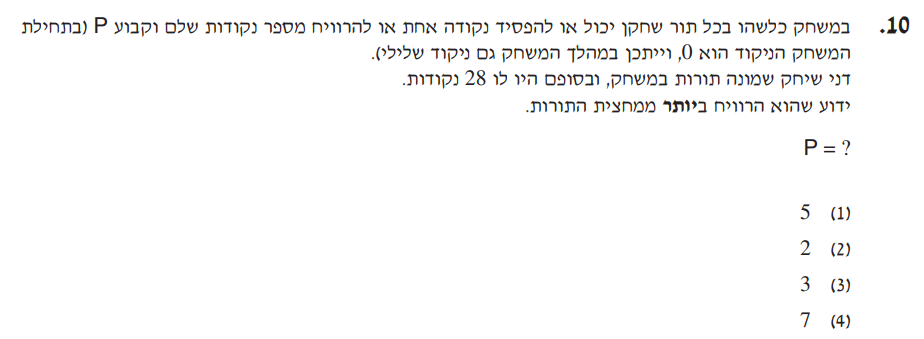 10. במשחק כלשהו בכל תור שחקן יכול או להפסיד נקודה אחת או להרוויח מספר נקודות שלם וקבוע P (בתחילת
המשחק הניקוד הוא 0, וייתכן במהלך המשחק גם ניקוד שלילי).
דני שיחק שמונה תורות במשחק, ובסופם היו לו 28 נקודות.
ידוע שהוא הרוויח ביותר ממחצית התורות.
P = ?
(1) 5
(2) 2
(3) 3
(4) 7